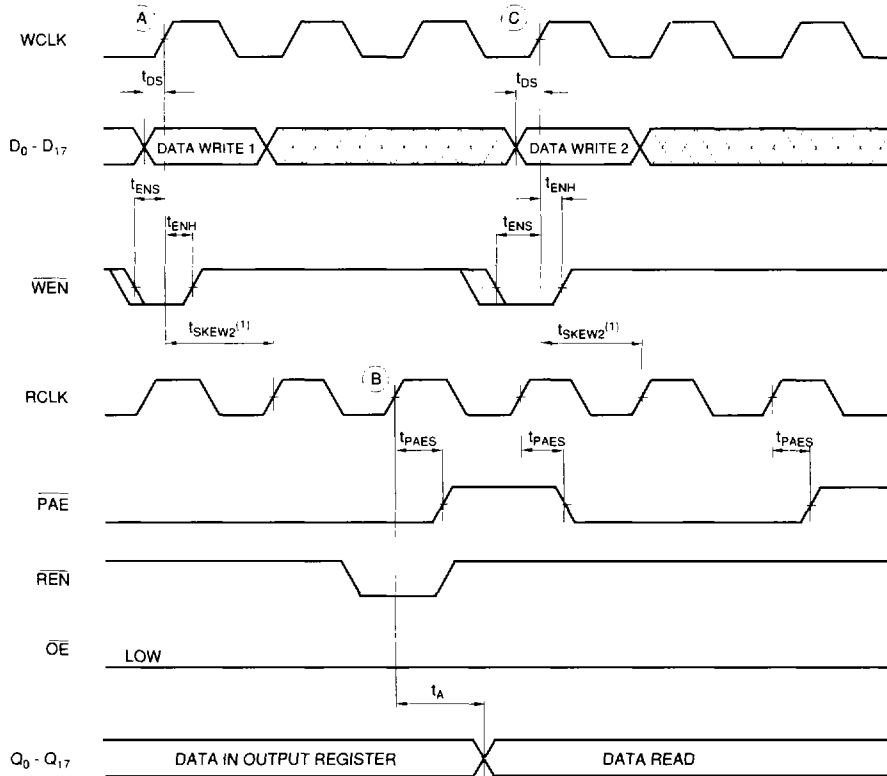 A C
WCLK
tDS tDS
D0 - D17 DATA WRITE 1 DATA WRITE 2
tENS tENH
tENH tENS
WEN
tSKEW2(1) tSKEW2(1)
B
RCLK
tPAES tPAES tPAES
PAE
REN
OE LOW
tA
Q0 - Q17 DATA IN OUTPUT REGISTER DATA READ